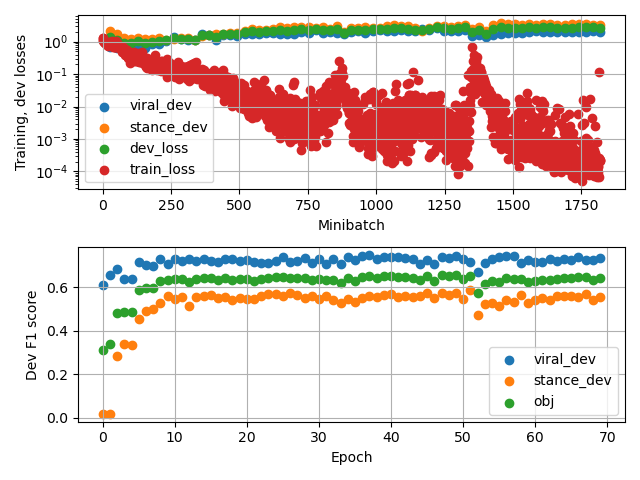 Training, dev losses
10⁰
10⁻¹
10⁻²
10⁻³
10⁻⁴
viral_dev
stance_dev
dev_loss
train_loss
0 250 500 750 1000 1250 1500 1750
Minibatch
Dev F1 score
0.6
0.4
0.2
0.0
viral_dev
stance_dev
obj
0 10 20 30 40 50 60 70
Epoch